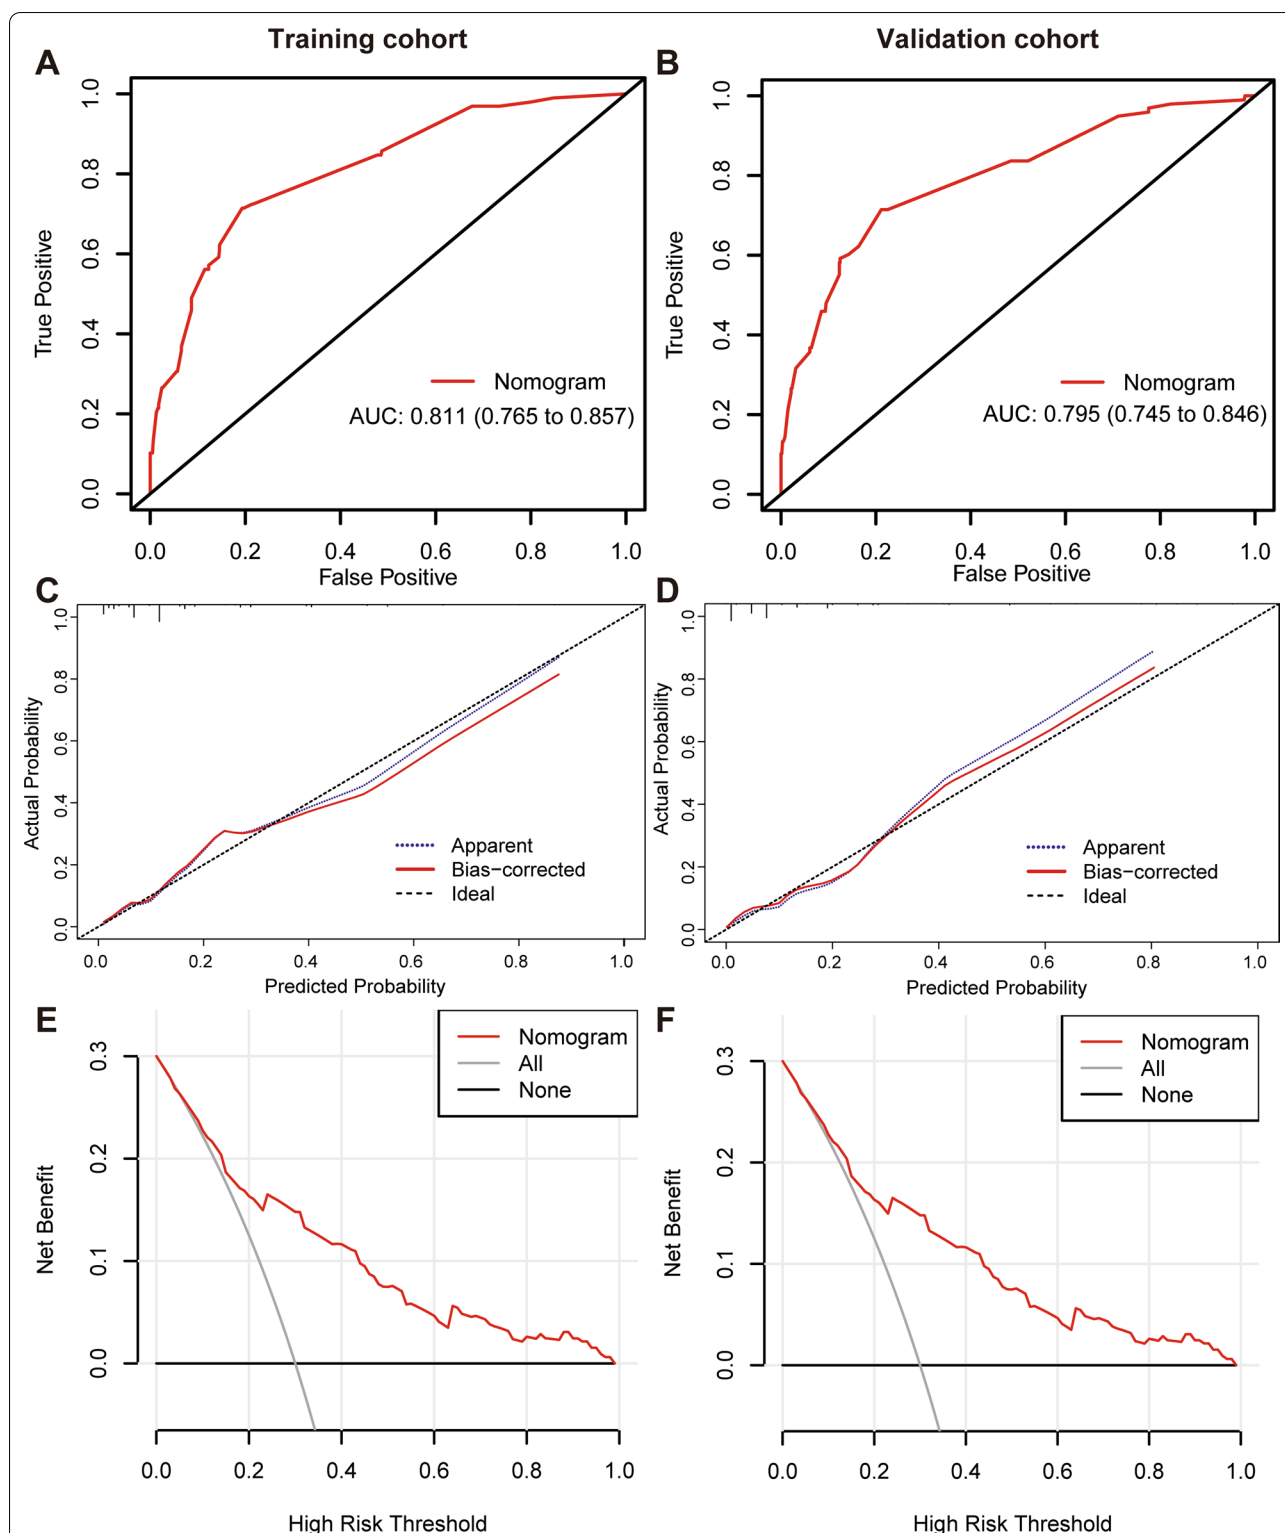 Training cohort
Validation cohort
A
True Positive
0.0 0.2 0.4 0.6 0.8 1.0
Nomogram
AUC: 0.811 (0.765 to 0.857)
0.0 0.2 0.4 0.6 0.8 1.0
False Positive
B
True Positive
0.0 0.2 0.4 0.6 0.8 1.0
Nomogram
AUC: 0.795 (0.745 to 0.846)
0.0 0.2 0.4 0.6 0.8 1.0
False Positive
C
Actual Probability
0.0 0.2 0.4 0.6 0.8 1.0
Apparent
Bias−corrected
Ideal
0.0 0.2 0.4 0.6 0.8 1.0
Predicted Probability
D
Actual Probability
0.0 0.2 0.4 0.6 0.8 1.0
Apparent
Bias−corrected
Ideal
0.0 0.2 0.4 0.6 0.8 1.0
Predicted Probability
E
Net Benefit
0.0 0.1 0.2 0.3
Nomogram
All
None
0.0 0.2 0.4 0.6 0.8 1.0
High Risk Threshold
F
Net Benefit
0.0 0.1 0.2 0.3
Nomogram
All
None
0.0 0.2 0.4 0.6 0.8 1.0
High Risk Threshold